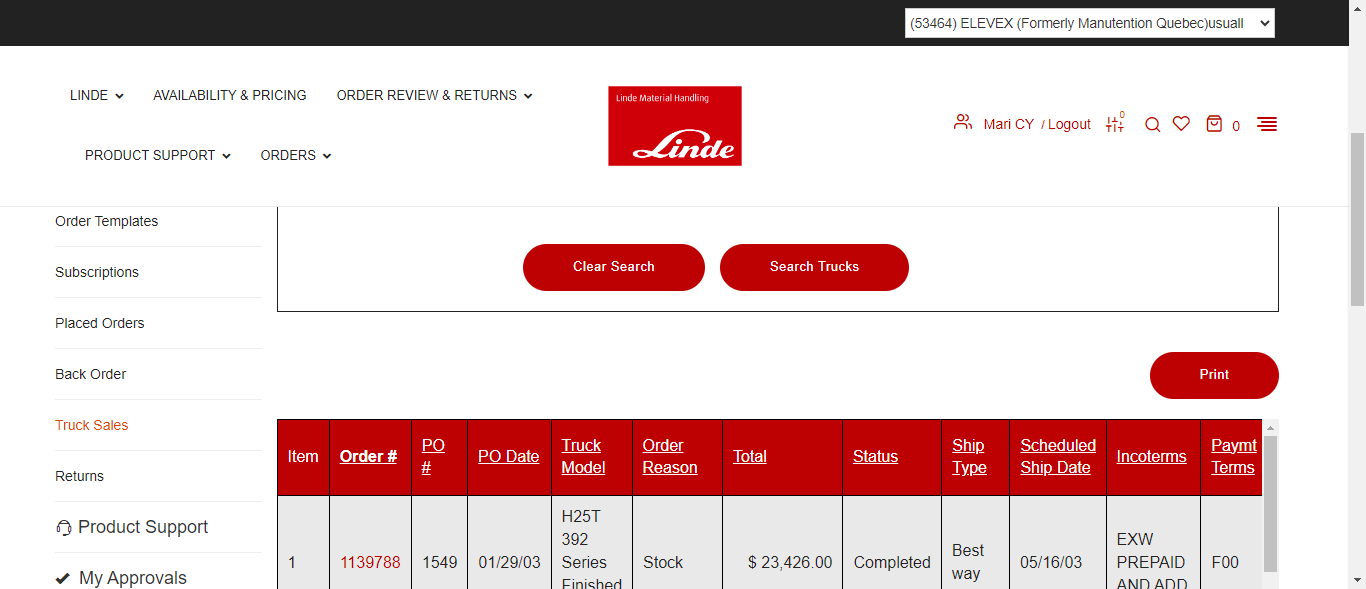 (53464) ELEVEX (Formerly Manutention Quebec)usuall
LINDE
AVAILABILITY & PRICING
ORDER REVIEW & RETURNS
PRODUCT SUPPORT
ORDERS
Linde Material Handling
Linde
Mari CY / Logout
0
0
Order Templates
Subscriptions
Placed Orders
Back Order
Truck Sales
Returns
Product Support
My Approvals
Clear Search
Search Trucks
Print
Item
Order #
PO
#
PO Date
Truck
Model
Order
Reason
Total
Status
Ship
Type
Scheduled
Ship Date
Incoterms
Paymt
Terms
1
1139788
1549
01/29/03
H25T
392
Series
Finished
Stock
$ 23,426.00
Completed
Best
way
05/16/03
EXW
PREPAID
AND ADD
F00